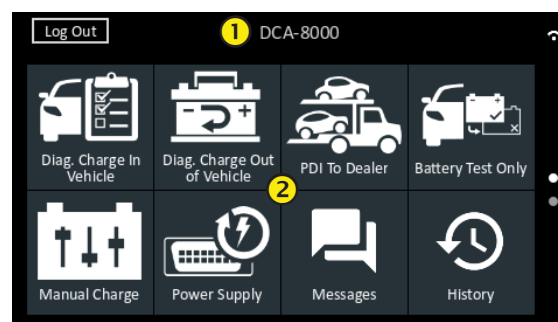 Log Out
1
DCA-8000
Diag. Charge In
Vehicle
Diag. Charge Out
of Vehicle
PDI To Dealer
Battery Test Only
2
Manual Charge
Power Supply
Messages
History